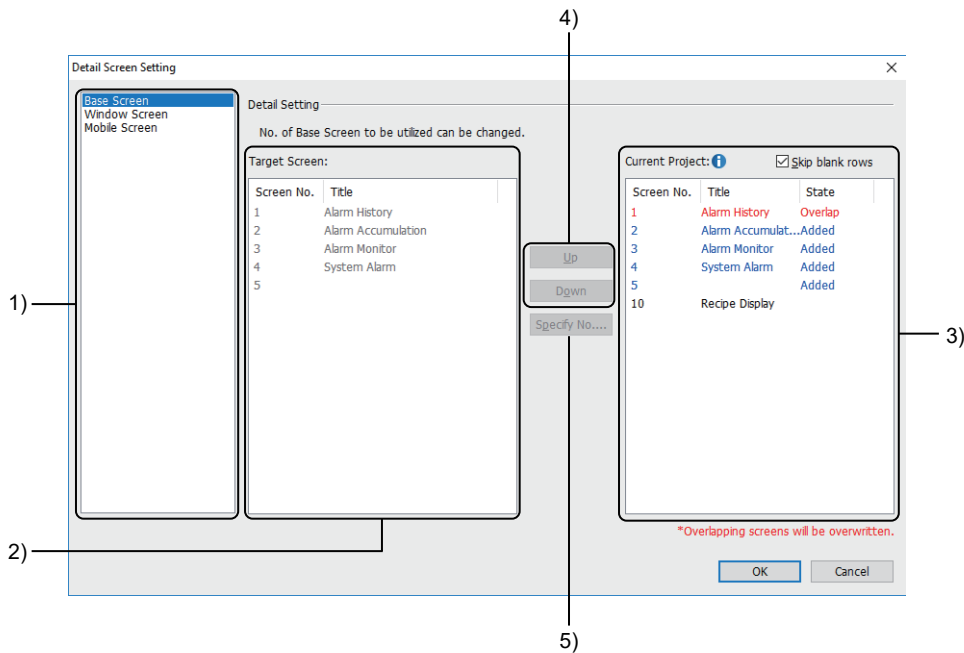 4)
Detail Screen Setting
Base Screen
Window Screen
Mobile Screen
Detail Setting
No. of Base Screen to be utilized can be changed.
Target Screen:
Screen No. Title
1 Alarm History
2 Alarm Accumulation
3 Alarm Monitor
4 System Alarm
5
Up
Down
Specify No....
Current Project: Skip blank rows
Screen No. Title State
1 Alarm History Overlap
2 Alarm Accumulat...Added
3 Alarm Monitor Added
4 System Alarm Added
5 Added
10 Recipe Display
*Overlapping screens will be overwritten.
OK Cancel
1)
2)
3)
5)